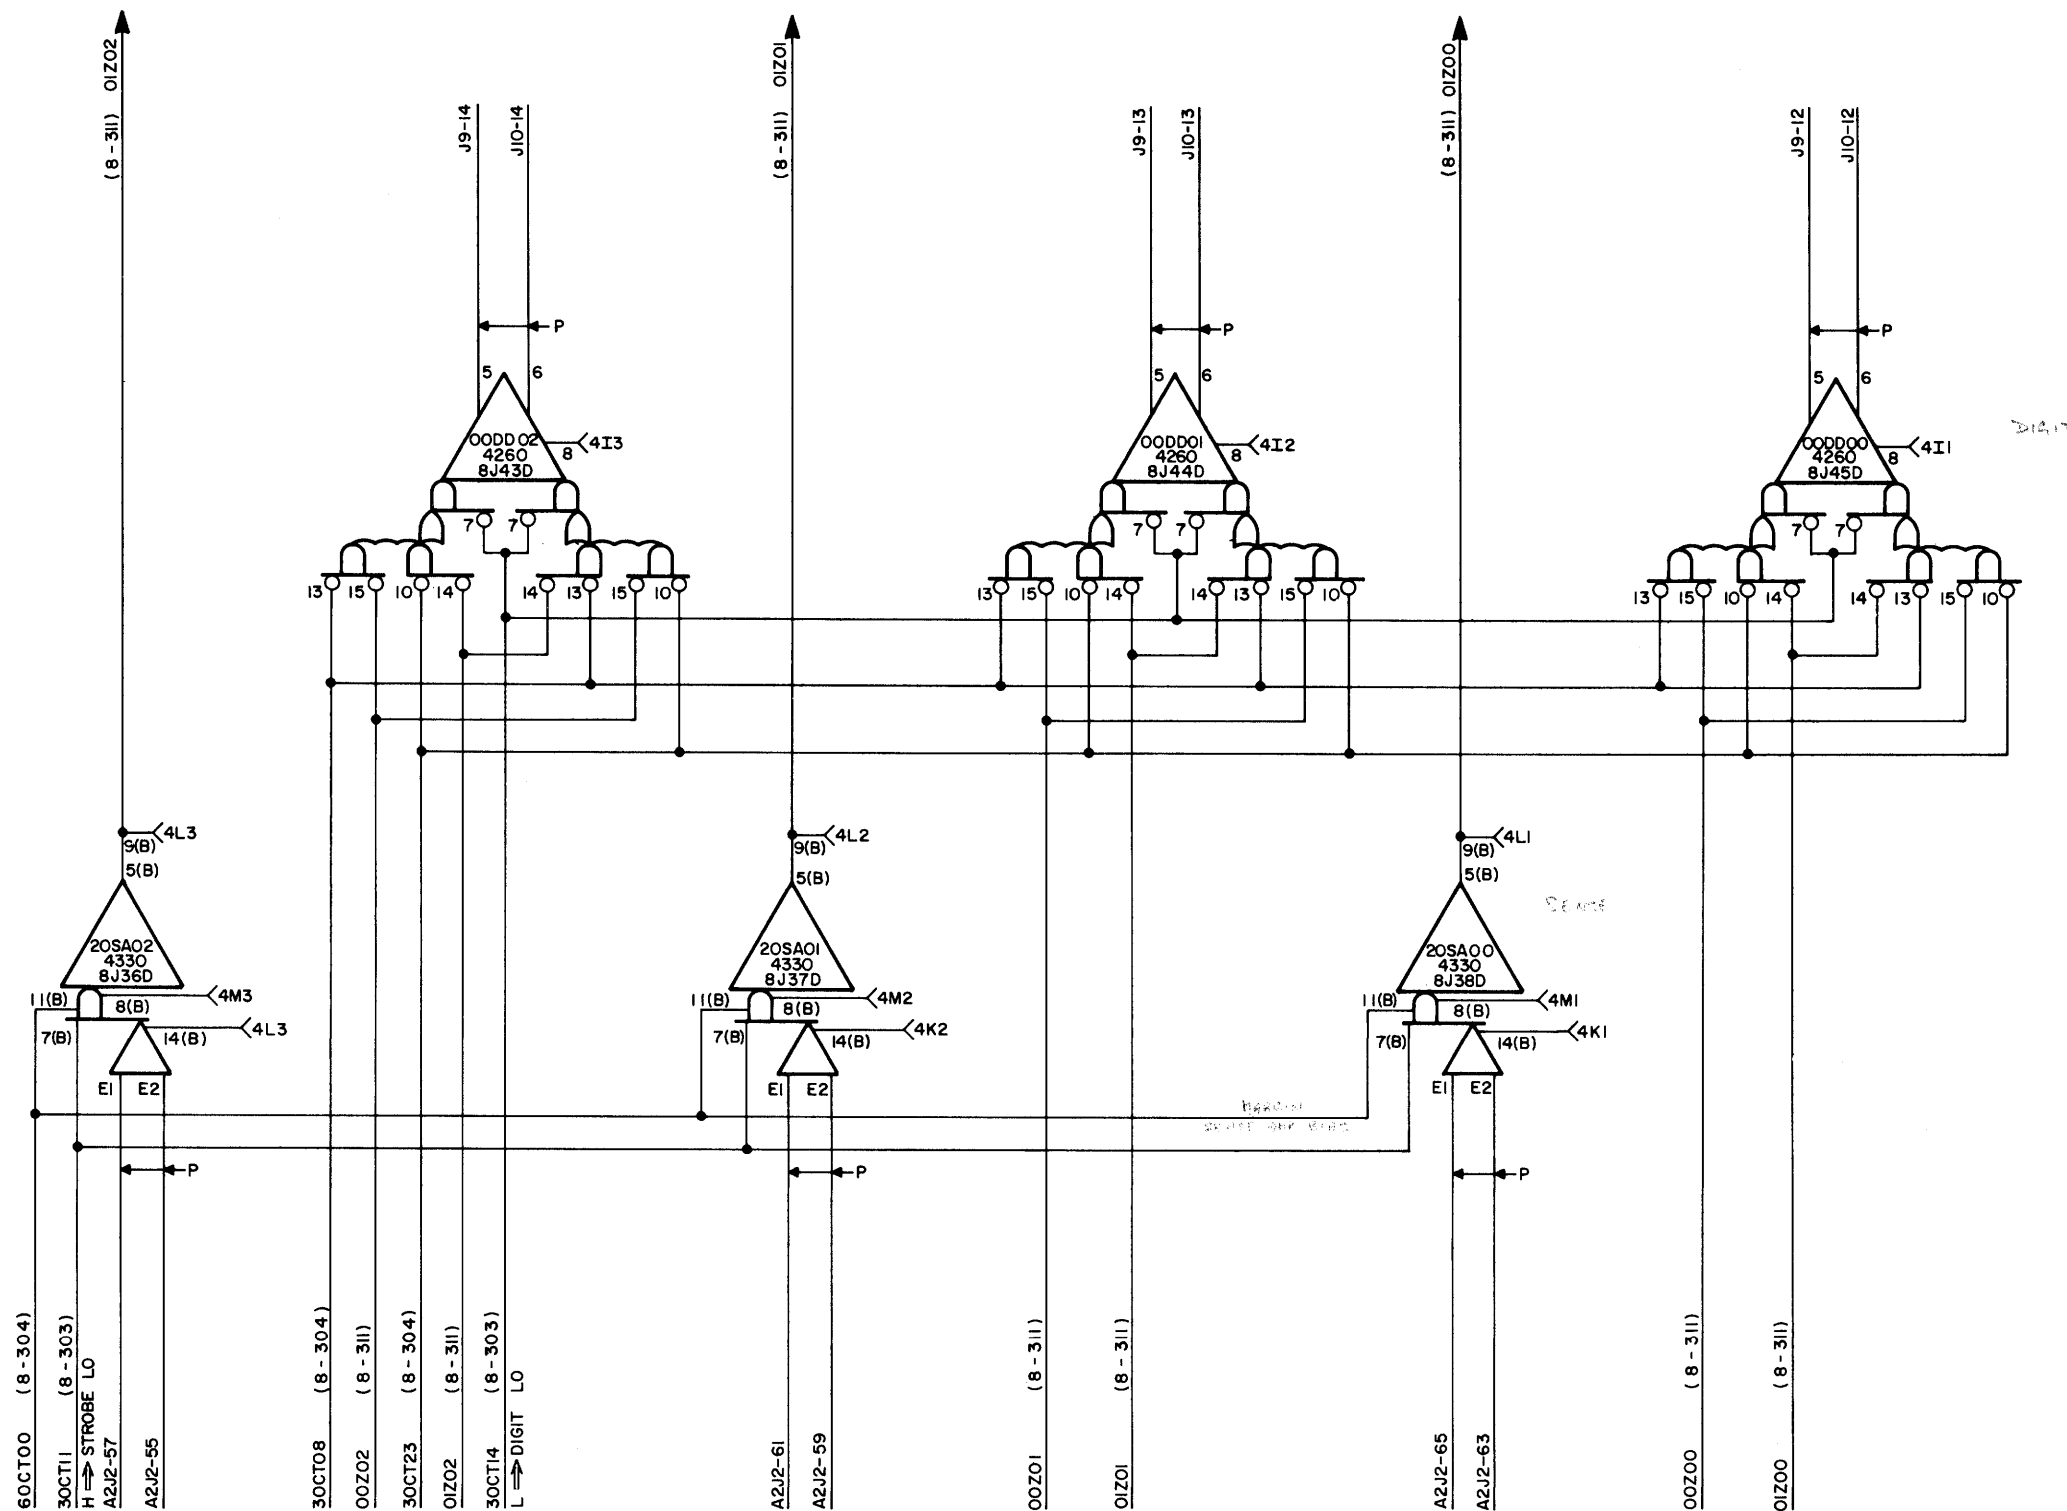 (8-311) 01Z02
J9-14
J10-14
(8-311) 01Z01
J9-13
J10-13
(8-311) 01Z00
J9-12
J10-12
P
P
P
5 6
5 6
5 6
00DD02
4260
8J43D
8
4I3
00DD01
4260
8J44D
8
4I2
00DD00
4260
8J45D
8
4I1
DIGIT
7 7
7 7
7 7
13 15 10 14 14 13 15 10
13 15 10 14 14 13 15 10
13 15 10 14 14 13 15 10
4L3
9(B)
5(B)
4L2
9(B)
5(B)
4L1
9(B)
5(B)
SENSE
20SA02
4330
8J36D
20SA01
4330
8J37D
20SA00
4330
8J38D
11(B)
8(B)
4M3
7(B)
14(B)
4L3
E1 E2
11(B)
8(B)
4M2
7(B)
14(B)
4K2
E1 E2
11(B)
8(B)
4M1
7(B)
14(B)
4K1
E1 E2
MARGIN
P
P
P
60CT00 (8-304)
30CT11 (8-303)
H ⟹ STROBE LO
A2J2-57
A2J2-55
30CT08 (8-304)
00Z02 (8-311)
30CT23 (8-304)
01Z02 (8-311)
30CT14 (8-303)
L ⟹ DIGIT LO
A2J2-61
A2J2-59
00Z01 (8-311)
01Z01 (8-311)
A2J2-65
A2J2-63
00Z00 (8-311)
01Z00 (8-311)